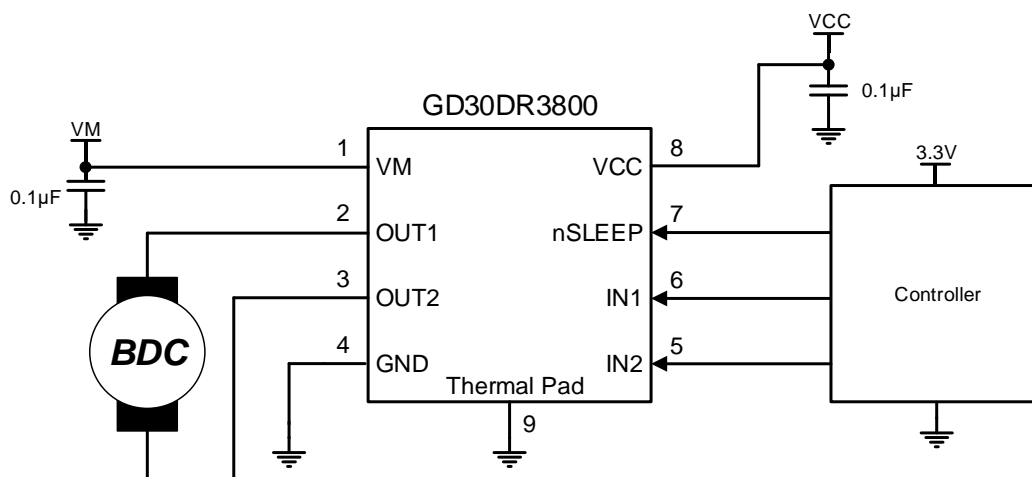 VCC
0.1µF
GD30DR3800
VM
0.1µF
1
VM
VCC
8
3.3V
2
OUT1
nSLEEP
7
3
OUT2
IN1
6
Controller
BDC
4
GND
IN2
5
Thermal Pad
9